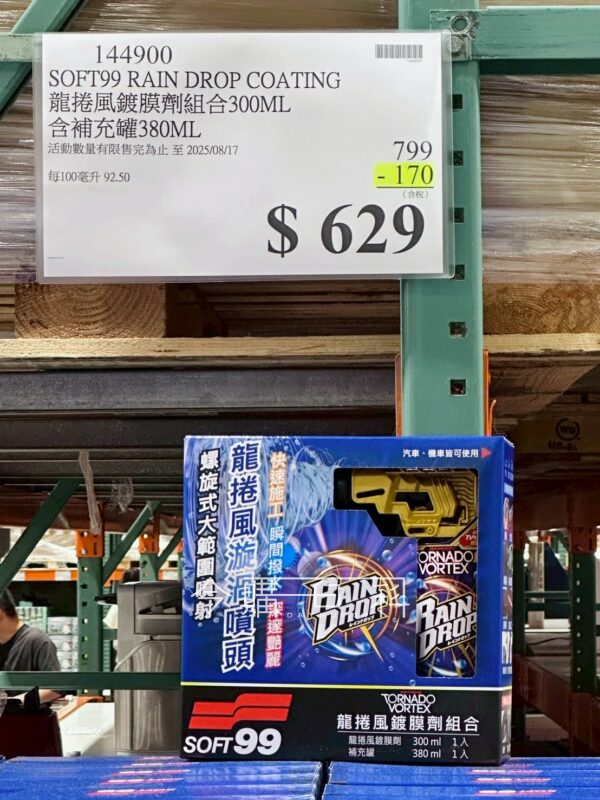 144900
SOFT99 RAIN DROP COATING
龍捲風鍍膜劑組合300ML
含補充罐380ML
活動數量有限售完為止 至 2025/08/17
799
每100毫升 92.50
- 170
(含稅)
$ 629
汽車、機車皆可使用
快速施工 瞬間撥水 深邃艷麗
龍捲風漩渦噴頭
螺旋式大範圍噴射
RAIN DROP
TORNADO VORTEX
RAIN DROP
TORNADO VORTEX
龍捲風鍍膜劑組合
龍捲風鍍膜劑 300 ml 1入
補充罐 380 ml 1入
SOFT99